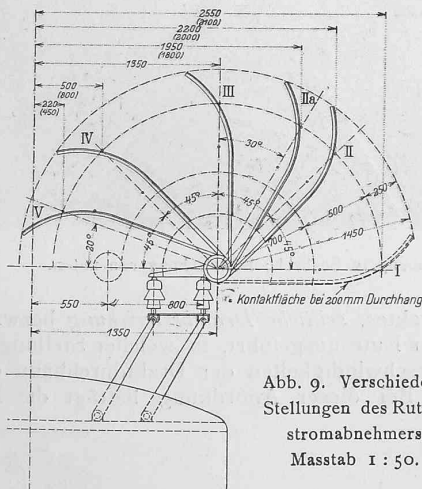 2550
(2100)
2200
(2000)
1950
(1800)
1350
500
(800)
220
(450)
III
IIa
II
IV
V
I
30°
45°
45°
45°
45°
20°
700
500
250
1450
550
800
1350
Kontaktfläche bei 200mm Durchhang
Abb. 9. Verschiede
Stellungen des Rut
stromabnehmers
Masstab 1 : 50.